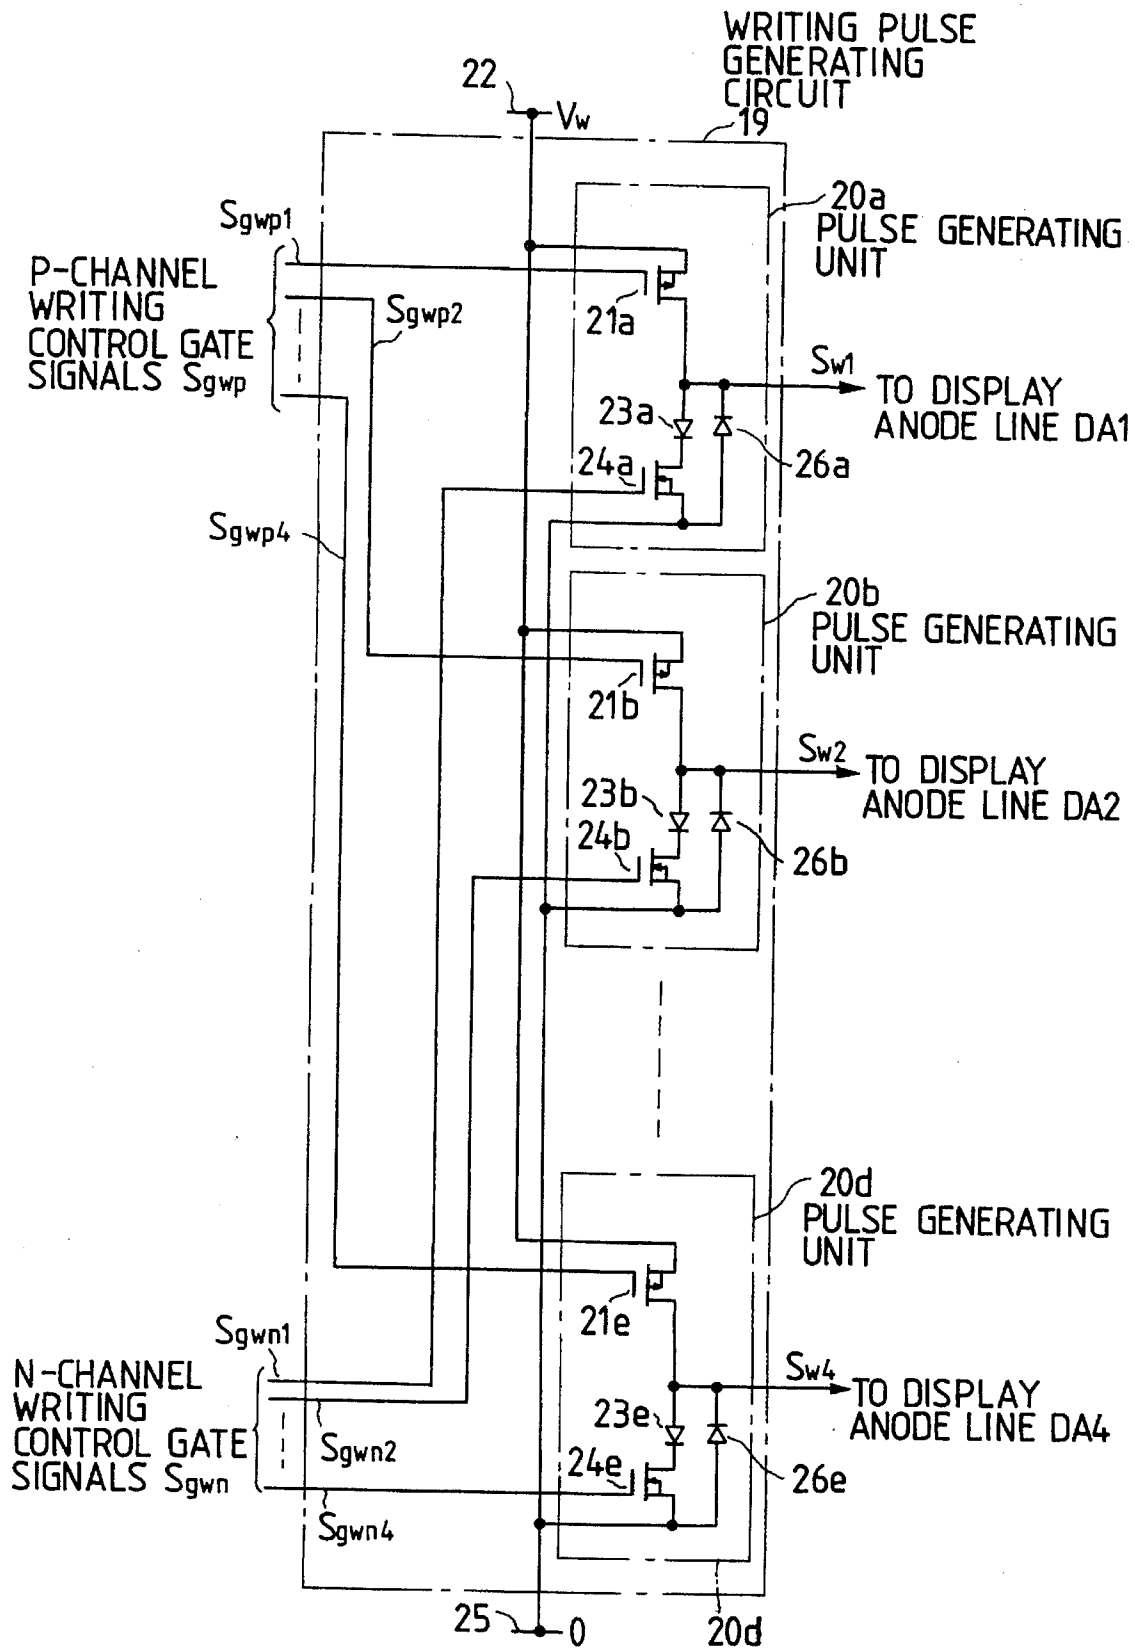 WRITING PULSE
GENERATING
CIRCUIT
19
22
Vw
20a
PULSE GENERATING
UNIT
Sgwp1
P-CHANNEL
WRITING
CONTROL GATE
SIGNALS Sgwp
Sgwp2
21a
Sw1
TO DISPLAY
ANODE LINE DA1
23a
24a
26a
Sgwp4
20b
PULSE GENERATING
UNIT
21b
Sw2
TO DISPLAY
ANODE LINE DA2
23b
24b
26b
20d
PULSE GENERATING
UNIT
21e
Sgwn1
N-CHANNEL
WRITING
CONTROL GATE
SIGNALS Sgwn
Sgwn2
Sgwn4
Sw4
TO DISPLAY
ANODE LINE DA4
23e
24e
26e
25
0
20d